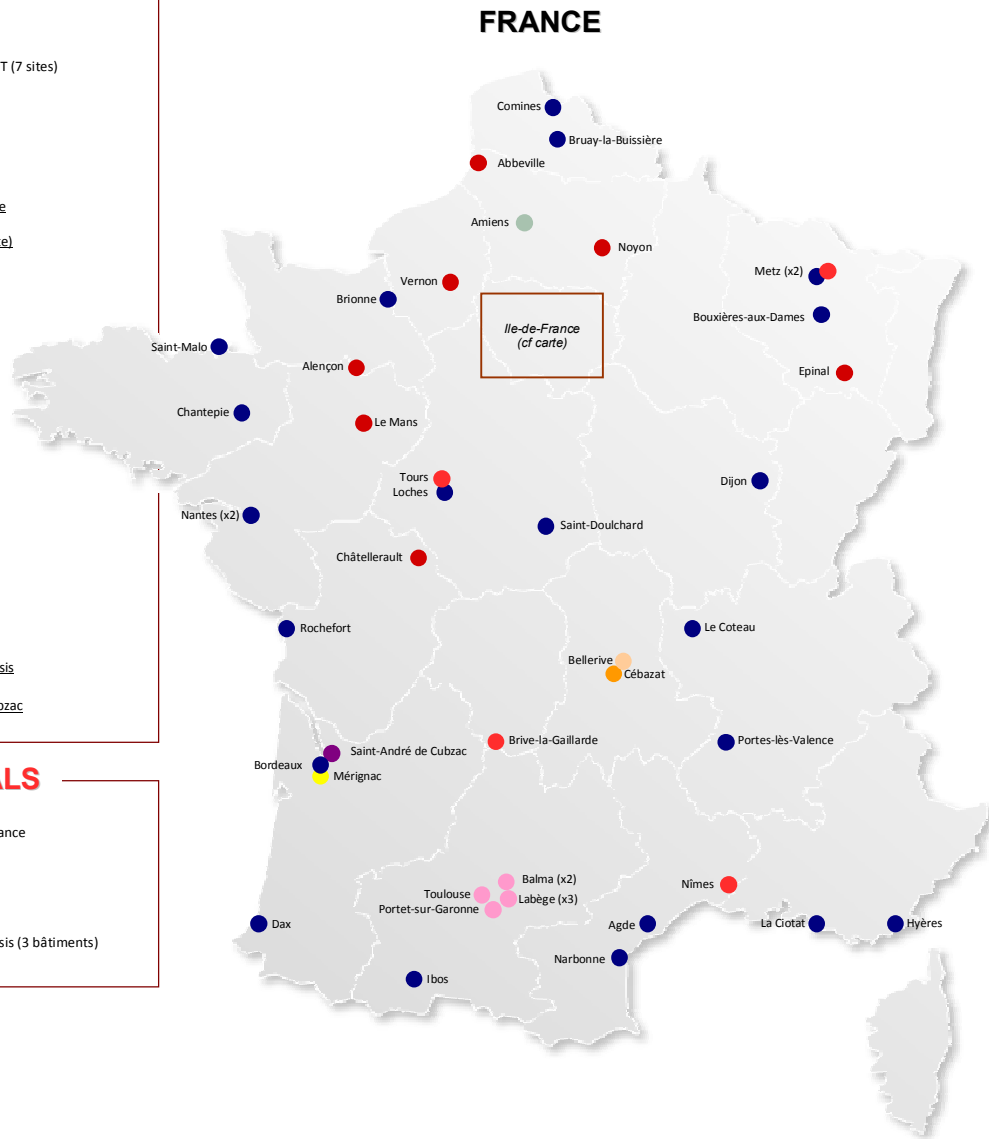 FRANCE
T (7 sites)
Comines
Bruay-la-Buissière
Abbeville
e
Amiens
te)
Noyon
Metz (x2)
Vernon
Brionne
Bouxières-aux-Dames
Ile-de-France
(cf carte)
Saint-Malo
Alençon
Epinal
Chantepie
Le Mans
Tours
Loches
Dijon
Nantes (x2)
Saint-Doulchard
Châtellerault
Rochefort
Le Coteau
Bellerive
Cébazat
sis
bzac
Brive-la-Gaillarde
Portes-lès-Valence
Saint-André de Cubzac
Bordeaux
Mérignac
ALS
ance
Balma (x2)
Toulouse
Labège (x3)
Portet-sur-Garonne
Nîmes
Dax
Agde
La Ciotat
Hyères
sis (3 bâtiments)
Narbonne
Ibos